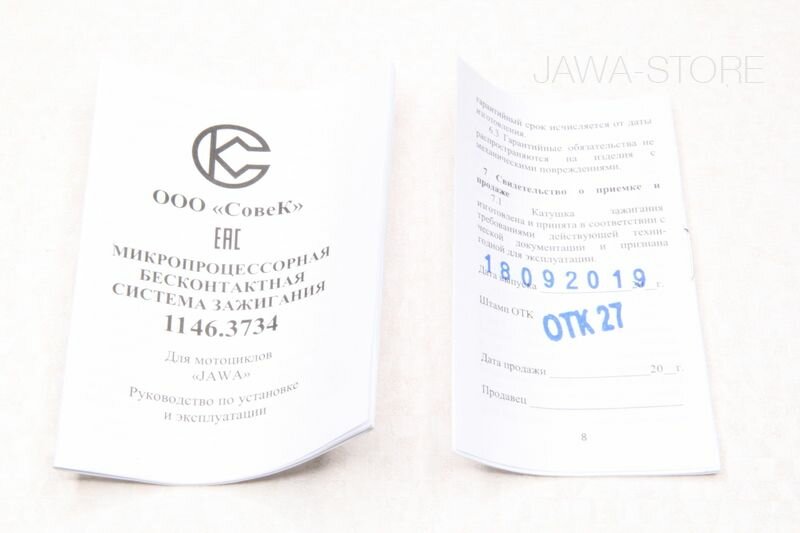 JAWA-STORE
ООО «СовеК»
ЕАС
МИКРОПРОЦЕССОРНАЯ
БЕСКОНТАКТНАЯ
СИСТЕМА ЗАЖИГАНИЯ
1146.3734
Для мотоциклов
«JAWA»
Руководство по установке
и эксплуатации
гарантийный срок исчисляется от даты
изготовления.
6.3 Гарантийные обязательства не
распространяются на изделия с
механическими повреждениями.
7 Свидетельство о приемке и
продаже
7.1 Катушка зажигания
изготовлена и принята в соответствии с
требованиями действующей техни-
ческой документации и признана
годной для эксплуатации.
Дата выпуска 18092019 г.
Штамп ОТК ОТК 27
Дата продажи ____________________20__г.
Продавец ________________________
8